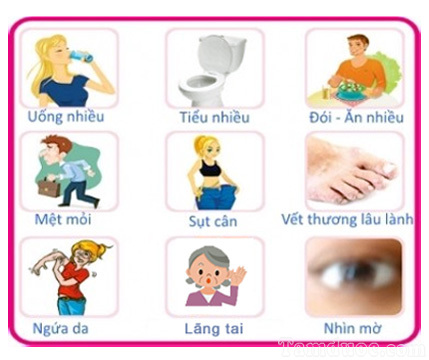 Uống nhiều
Tiểu nhiều
Đói - Ăn nhiều
Mệt mỏi
Sụt cân
Vết thương lâu lành
Ngứa da
Lãng tai
Nhìn mờ